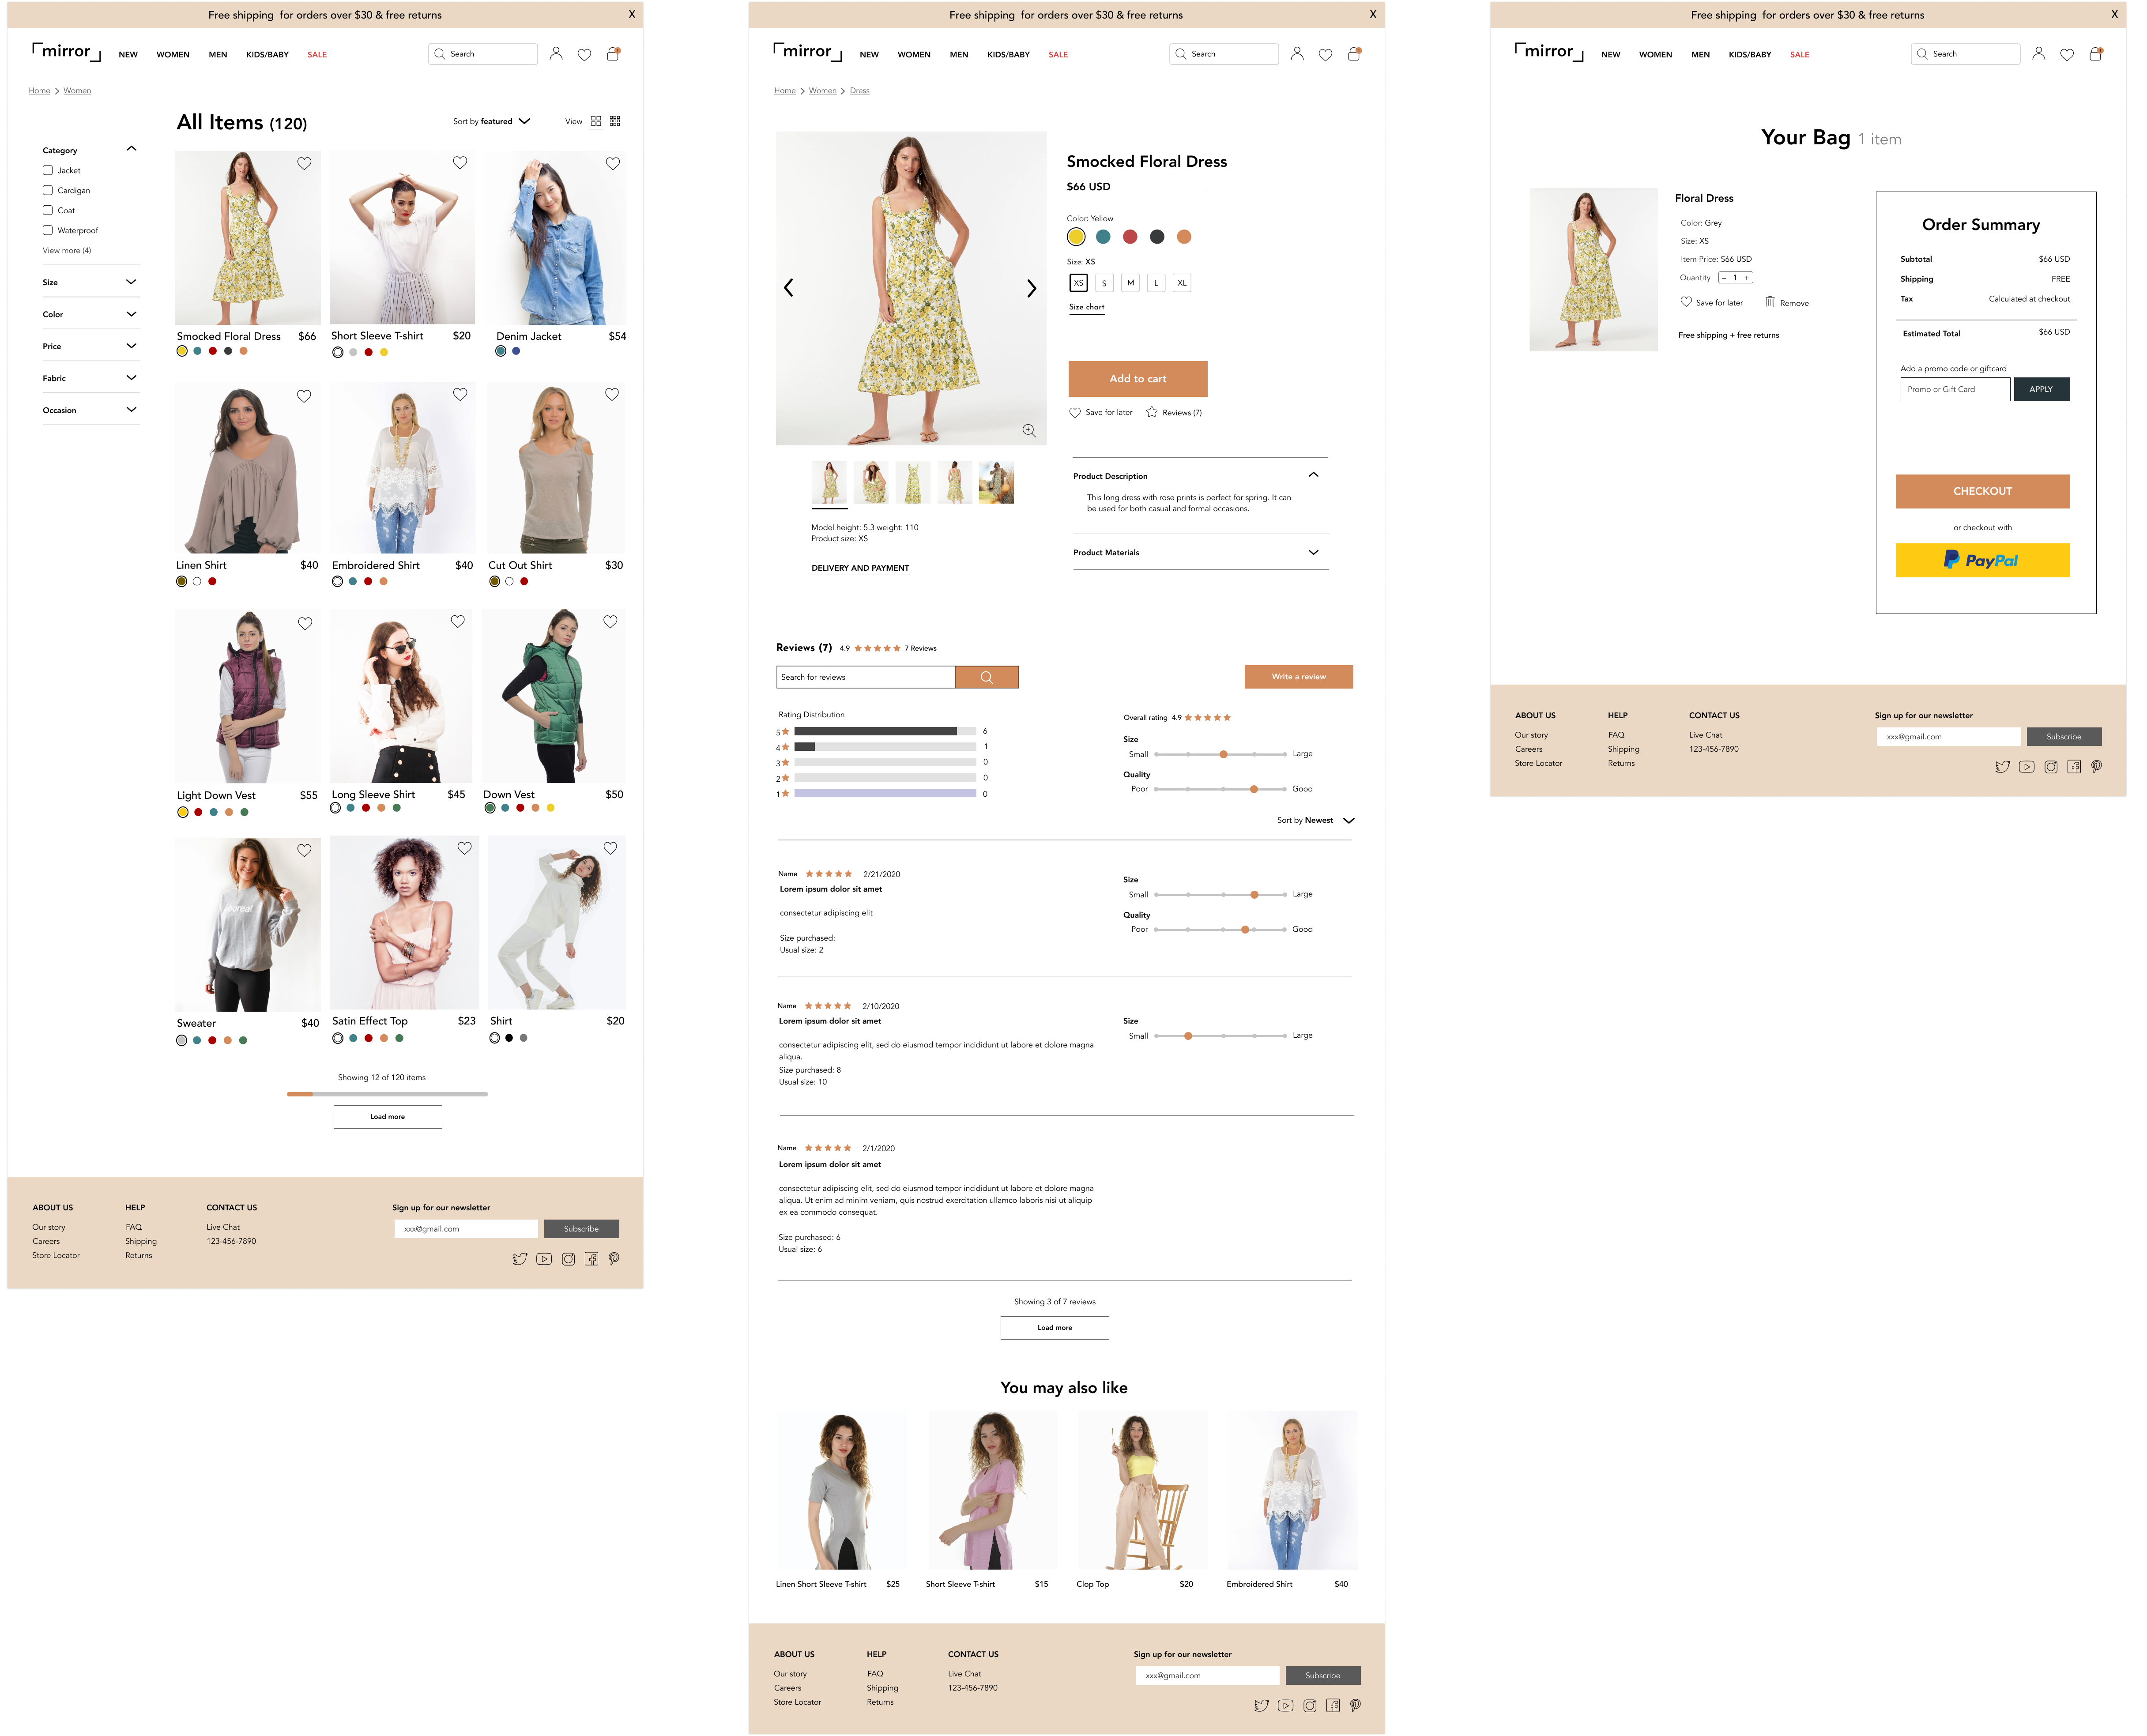 Free shipping for orders over $30 & free returns X
mirror NEW WOMEN MEN KIDS/BABY SALE Search
Home > Women
All Items (120) Sort by featured View
Category
Jacket
Cardigan
Coat
Waterproof
View more (4)
Size
Color
Price
Fabric
Occasion
Smocked Floral Dress $66 Short Sleeve T-shirt $20 Denim Jacket $54
Linen Shirt $40 Embroidered Shirt $40 Cut Out Shirt $30
Light Down Vest $55 Long Sleeve Shirt $45 Down Vest $50
Sweater $40 Satin Effect Top $23 Shirt $20
Showing 12 of 120 items
Load more
ABOUT US HELP CONTACT US Sign up for our newsletter
Our story FAQ Live Chat xxx@gmail.com Subscribe
Careers Shipping 123-456-7890
Store Locator Returns
Free shipping for orders over $30 & free returns X
mirror NEW WOMEN MEN KIDS/BABY SALE Search
Home > Women > Dress
Smocked Floral Dress
$66 USD
Color: Yellow
Size: XS
XS S M L XL
Size chart
Add to cart
Save for later Reviews (7)
Product Description
This long dress with rose prints is perfect for spring. It can
be used for both casual and formal occasions.
Product Materials
Model height: 5.3 weight: 110
Product size: XS
DELIVERY AND PAYMENT
Reviews (7) 4.9 7 Reviews
Search for reviews Write a review
Rating Distribution
5 6
4 1
3 0
2 0
1 0
Overall rating 4.9
Size
Small Large
Quality
Poor Good
Sort by Newest
Name 2/21/2020
Lorem ipsum dolor sit amet
consectetur adipiscing elit
Size purchased:
Usual size: 2
Size
Small Large
Quality
Poor Good
Name 2/10/2020
Lorem ipsum dolor sit amet
consectetur adipiscing elit, sed do eiusmod tempor incididunt ut labore et dolore magna
aliqua.
Size purchased: 8
Usual size: 10
Size
Small Large
Name 2/1/2020
Lorem ipsum dolor sit amet
consectetur adipiscing elit, sed do eiusmod tempor incididunt ut labore et dolore magna
aliqua. Ut enim ad minim veniam, quis nostrud exercitation ullamco laboris nisi ut aliquip
ex ea commodo consequat.
Size purchased: 6
Usual size: 6
Showing 3 of 7 reviews
Load more
You may also like
Linen Short Sleeve T-shirt $25 Short Sleeve T-shirt $15 Clop Top $20 Embroidered Shirt $40
ABOUT US HELP CONTACT US Sign up for our newsletter
Our story FAQ Live Chat xxx@gmail.com Subscribe
Careers Shipping 123-456-7890
Store Locator Returns
Free shipping for orders over $30 & free returns X
mirror NEW WOMEN MEN KIDS/BABY SALE Search
Your Bag 1 item
Floral Dress
Color: Grey
Size: XS
Item Price: $66 USD
Quantity – 1 +
Save for later Remove
Free shipping + free returns
Order Summary
Subtotal $66 USD
Shipping FREE
Tax Calculated at checkout
Estimated Total $66 USD
Add a promo code or giftcard
Promo or Gift Card APPLY
CHECKOUT
or checkout with
PayPal
ABOUT US HELP CONTACT US Sign up for our newsletter
Our story FAQ Live Chat xxx@gmail.com Subscribe
Careers Shipping 123-456-7890
Store Locator Returns